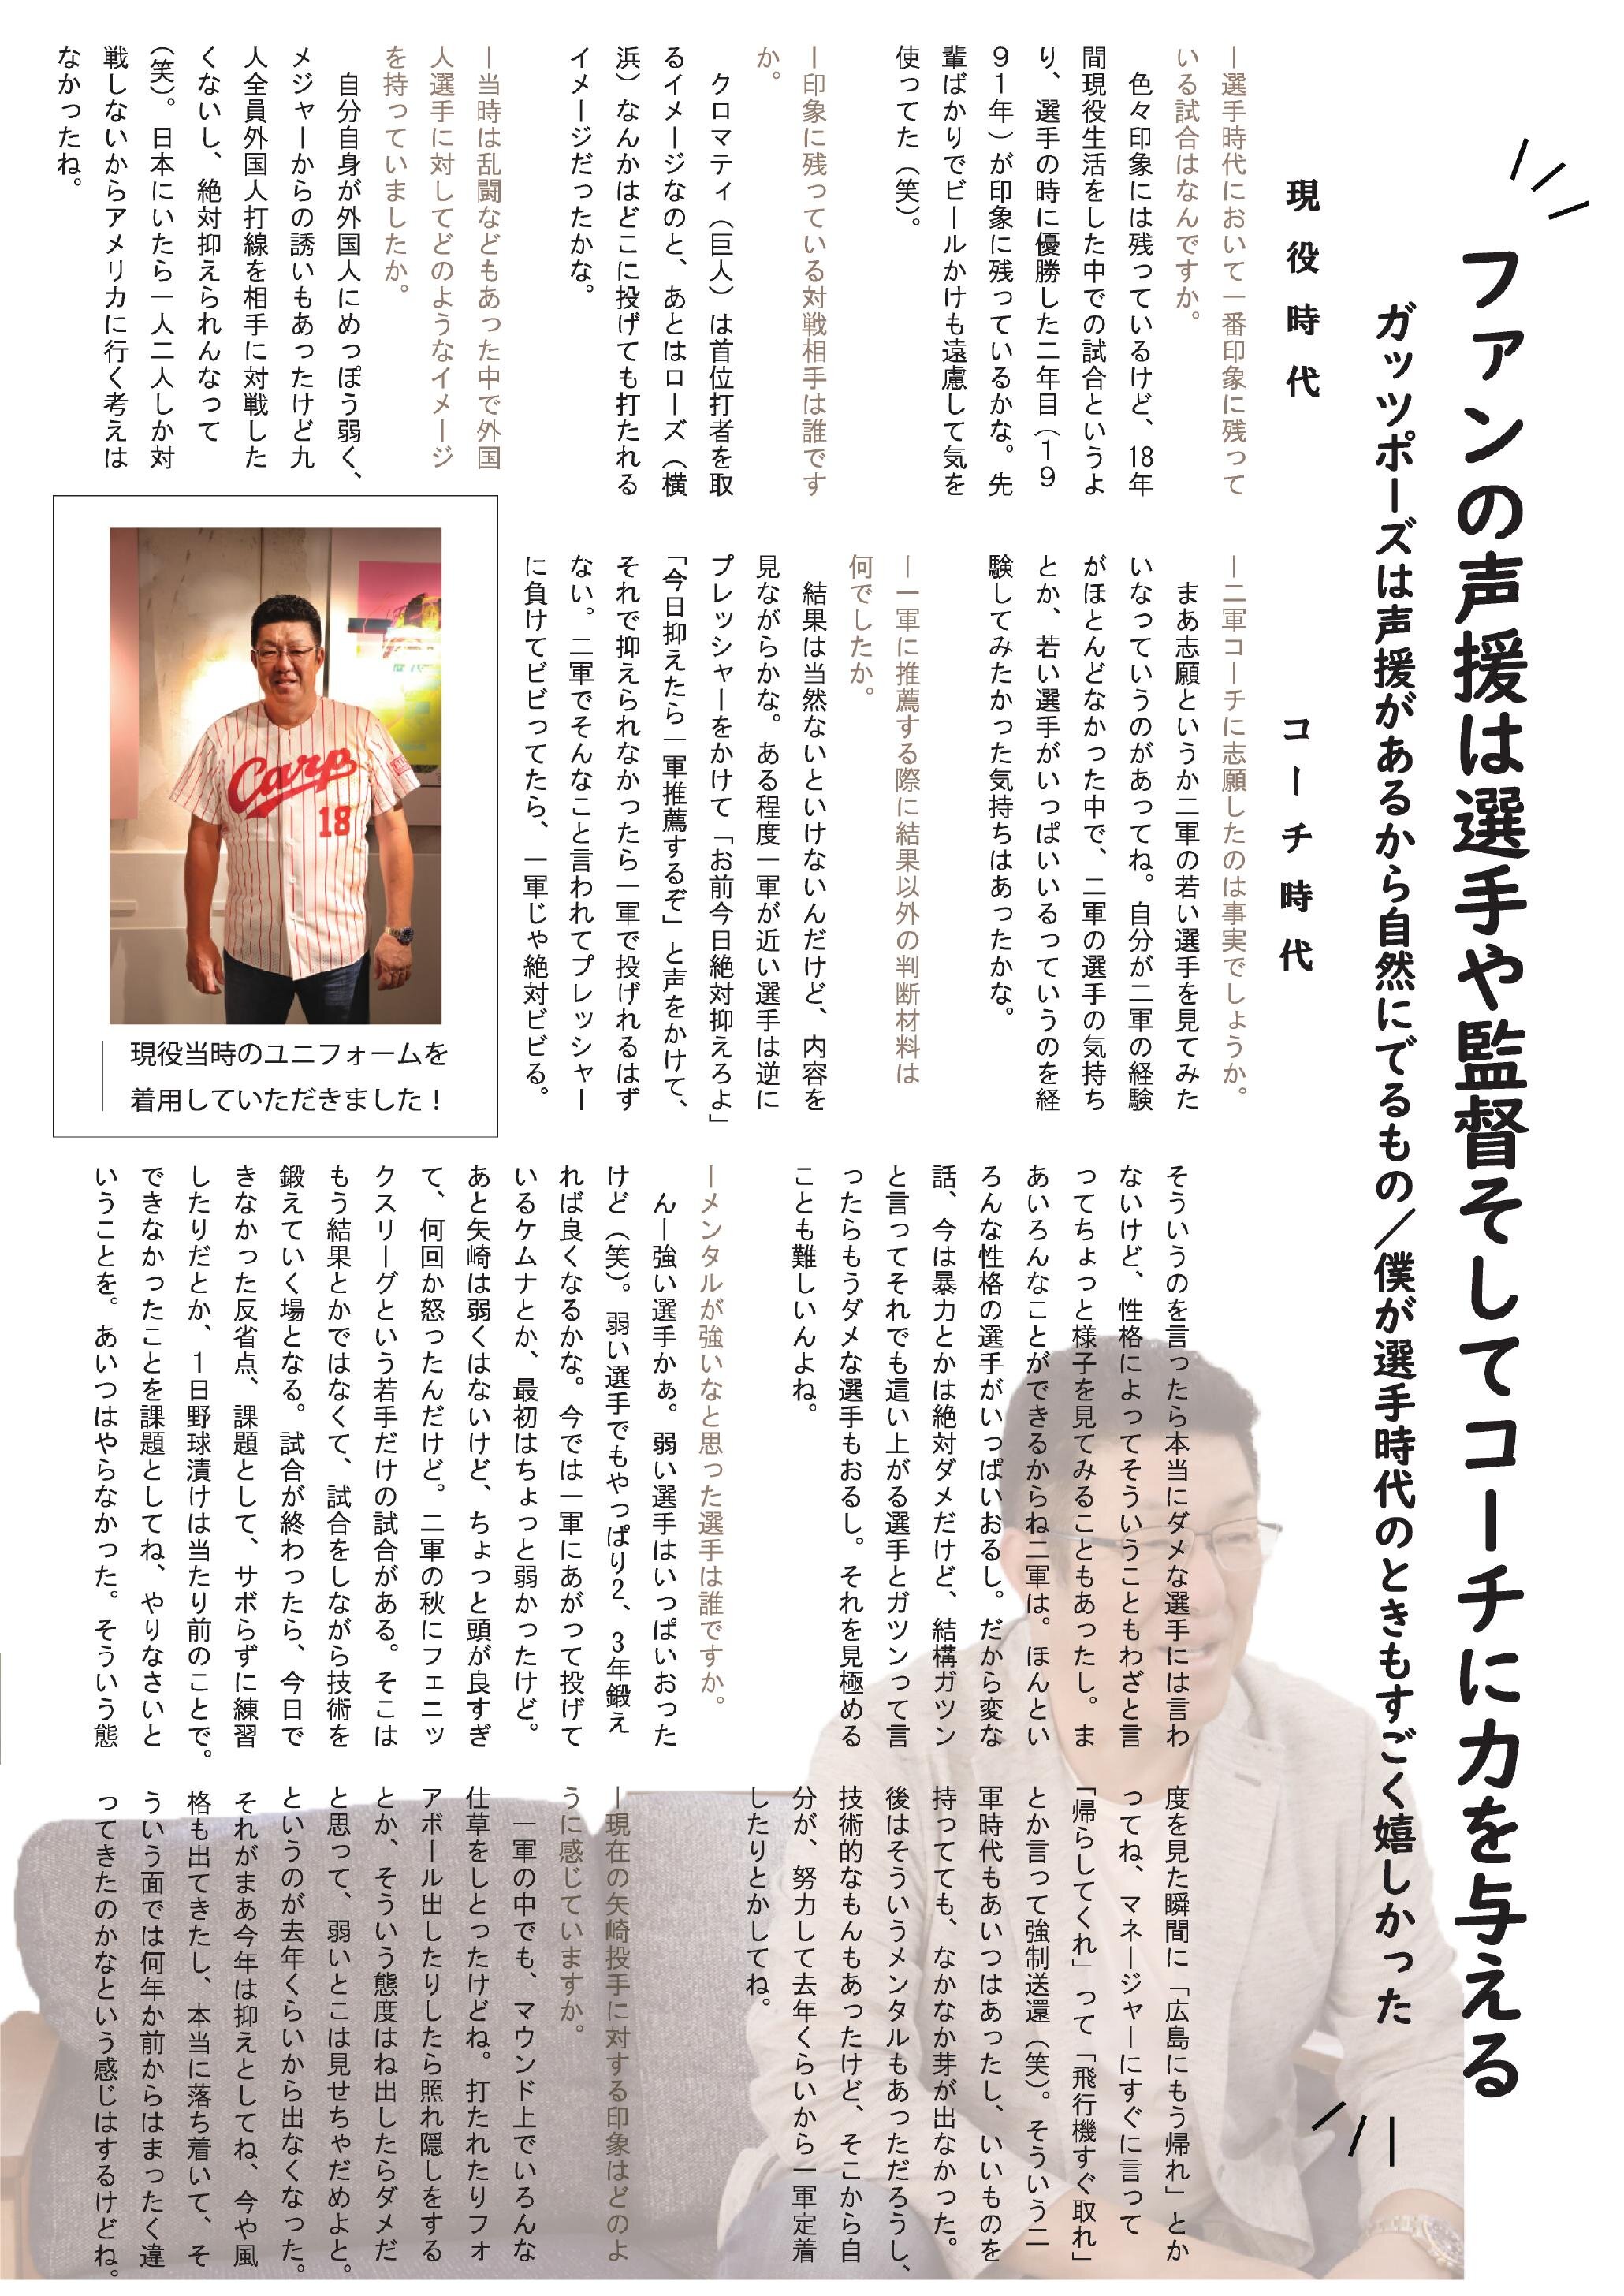 ファンの声援は選手や監督そしてコーチに力を与える
ガッツポーズは声援があるから自然にでるもの／僕が選手時代のときもすごく嬉しかった
現役時代
―選手時代において一番印象に残って
いる試合はなんですか。
色々印象には残っているけど、18年
間現役生活をした中での試合というよ
り、選手の時に優勝した二年目（１９
９１年）が印象に残っているかな。先
輩ばかりでビールかけも遠慮して気を
使ってた（笑）。
―印象に残っている対戦相手は誰です
か。
クロマティ（巨人）は首位打者を取
るイメージなのと、あとはローズ（横
浜）なんかはどこに投げても打たれる
イメージだったかな。
―当時は乱闘などもあった中で外国
人選手に対してどのようなイメージ
を持っていましたか。
自分自身が外国人にめっぽう弱く、
メジャーからの誘いもあったけど九
人全員外国人打線を相手に対戦した
くないし、絶対抑えられんなって
（笑）。日本にいたら一人二人しか対
戦しないからアメリカに行く考えは
なかったね。
コーチ時代
―二軍コーチに志願したのは事実でしょうか。
まあ志願というか二軍の若い選手を見てみた
いなっていうのがあってね。自分が二軍の経験
がほとんどなかった中で、二軍の選手の気持ち
とか、若い選手がいっぱいいるっていうのを経
験してみたかった気持ちはあったかな。
―一軍に推薦する際に結果以外の判断材料は
何でしたか。
結果は当然ないといけないんだけど、内容を
見ながらかな。ある程度一軍が近い選手は逆に
プレッシャーをかけて「お前今日絶対抑えろよ」
「今日抑えたら一軍推薦するぞ」と声をかけて、
それで抑えられなかったら一軍で投げれるはず
ない。二軍でそんなこと言われてプレッシャー
に負けてビビってたら、一軍じゃ絶対ビビる。
Carp
18
現役当時のユニフォームを
着用していただきました！
そういうのを言ったら本当にダメな選手には言わ
ないけど、性格によってそういうこともわざと言
ってちょっと様子を見てみることもあったし。ま
あいろんなことができるからね二軍は。ほんとい
ろんな性格の選手がいっぱいおるし。だから変な
話、今は暴力とかは絶対ダメだけど、結構ガツン
と言ってそれでも這い上がる選手とガツンって言
ったらもうダメな選手もおるし。それを見極める
ことも難しいんよね。
―メンタルが強いなと思った選手は誰ですか。
んー強い選手かぁ。弱い選手はいっぱいおった
けど（笑）。弱い選手でもやっぱり２、３年鍛え
れば良くなるかな。今では一軍にあがって投げて
いるケムナとか、最初はちょっと弱かったけど。
あと矢崎は弱くはないけど、ちょっと頭が良すぎ
て、何回か怒ったんだけど。二軍の秋にフェニッ
クスリーグという若手だけの試合がある。そこは
もう結果とかではなくて、試合をしながら技術を
鍛えていく場となる。試合が終わったら、今日で
きなかった反省点、課題として、サボらずに練習
したりだとか、１日野球漬けは当たり前のことで。
できなかったことを課題としてね、やりなさいと
いうことを。あいつはやらなかった。そういう態
度を見た瞬間に「広島にもう帰れ」とか
ってね、マネージャーにすぐに言って
「帰らしてくれ」って「飛行機すぐ取れ」
とか言って強制送還（笑）。そういう二
軍時代もあいつはあったし、いいものを
持ってても、なかなか芽が出なかった。
後はそういうメンタルもあっただろうし、
技術的なもんもあったけど、そこから自
分が、努力して去年くらいから一軍定着
したりとかしてね。
―現在の矢崎投手に対する印象はどのよ
うに感じていますか。
一軍の中でも、マウンド上でいろんな
仕草をしとったけどね。打たれたりフォ
アボール出したりしたら照れ隠しをする
とか、そういう態度はね出したらダメだ
と思って、弱いとこは見せちゃだめよと。
というのが去年くらいから出なくなった。
それがまあ今年は抑えとしてね、今や風
格も出てきたし、本当に落ち着いて、そ
ういう面では何年か前からはまったく違
ってきたのかなという感じはするけどね。